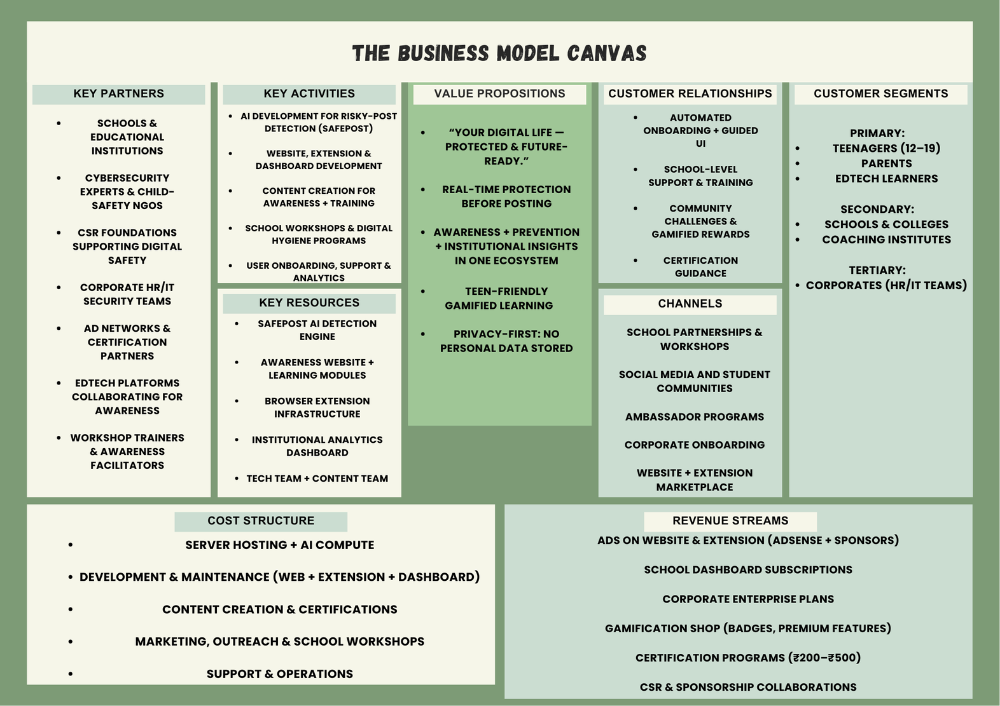 THE BUSINESS MODEL CANVAS
KEY PARTNERS
• SCHOOLS &
EDUCATIONAL
INSTITUTIONS
• CYBERSECURITY
EXPERTS & CHILD-
SAFETY NGOS
• CSR FOUNDATIONS
SUPPORTING DIGITAL
SAFETY
• CORPORATE HR/IT
SECURITY TEAMS
• AD NETWORKS &
CERTIFICATION
PARTNERS
• EDTECH PLATFORMS
COLLABORATING FOR
AWARENESS
• WORKSHOP TRAINERS
& AWARENESS
FACILITATORS
KEY ACTIVITIES
• AI DEVELOPMENT FOR RISKY-POST
DETECTION (SAFEPOST)
• WEBSITE, EXTENSION &
DASHBOARD DEVELOPMENT
• CONTENT CREATION FOR
AWARENESS + TRAINING
• SCHOOL WORKSHOPS & DIGITAL
HYGIENE PROGRAMS
• USER ONBOARDING, SUPPORT &
ANALYTICS
KEY RESOURCES
• SAFEPOST AI DETECTION
ENGINE
• AWARENESS WEBSITE +
LEARNING MODULES
• BROWSER EXTENSION
INFRASTRUCTURE
• INSTITUTIONAL ANALYTICS
DASHBOARD
• TECH TEAM + CONTENT TEAM
VALUE PROPOSITIONS
• “YOUR DIGITAL LIFE —
PROTECTED & FUTURE-
READY.”
• REAL-TIME PROTECTION
BEFORE POSTING
• AWARENESS + PREVENTION
+ INSTITUTIONAL INSIGHTS
IN ONE ECOSYSTEM
• TEEN-FRIENDLY
GAMIFIED LEARNING
• PRIVACY-FIRST: NO
PERSONAL DATA STORED
CUSTOMER RELATIONSHIPS
• AUTOMATED
ONBOARDING + GUIDED
UI
• SCHOOL-LEVEL
SUPPORT & TRAINING
• COMMUNITY
CHALLENGES &
GAMIFIED REWARDS
• CERTIFICATION
GUIDANCE
CHANNELS
SCHOOL PARTNERSHIPS &
WORKSHOPS
SOCIAL MEDIA AND STUDENT
COMMUNITIES
AMBASSADOR PROGRAMS
CORPORATE ONBOARDING
WEBSITE + EXTENSION
MARKETPLACE
CUSTOMER SEGMENTS
PRIMARY:
• TEENAGERS (12–19)
• PARENTS
• EDTECH LEARNERS
SECONDARY:
• SCHOOLS & COLLEGES
• COACHING INSTITUTES
TERTIARY:
• CORPORATES (HR/IT TEAMS)
COST STRUCTURE
• SERVER HOSTING + AI COMPUTE
• DEVELOPMENT & MAINTENANCE (WEB + EXTENSION + DASHBOARD)
• CONTENT CREATION & CERTIFICATIONS
• MARKETING, OUTREACH & SCHOOL WORKSHOPS
• SUPPORT & OPERATIONS
REVENUE STREAMS
ADS ON WEBSITE & EXTENSION (ADSENSE + SPONSORS)
SCHOOL DASHBOARD SUBSCRIPTIONS
CORPORATE ENTERPRISE PLANS
GAMIFICATION SHOP (BADGES, PREMIUM FEATURES)
CERTIFICATION PROGRAMS (₹200–₹500)
CSR & SPONSORSHIP COLLABORATIONS